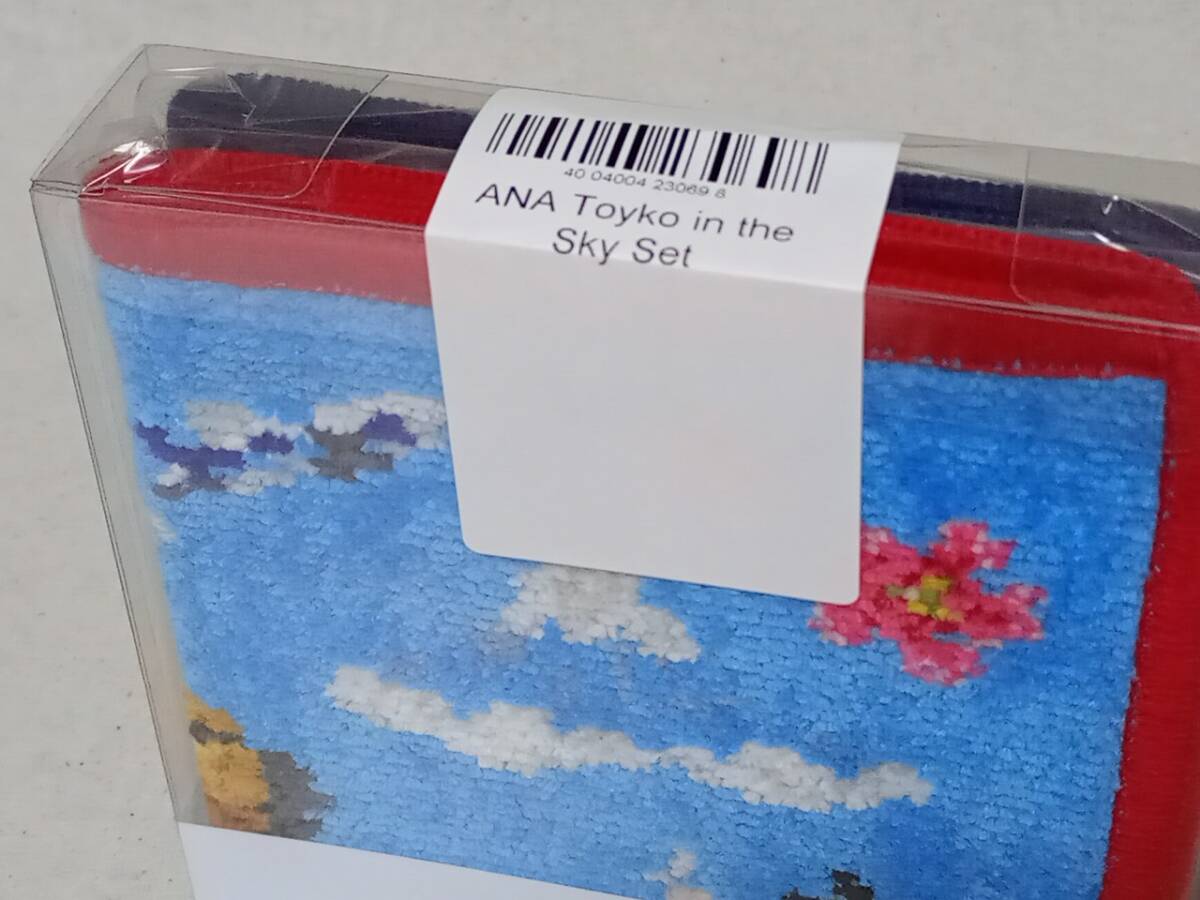 40 04004 23069 8
ANA Toyko in the
Sky Set